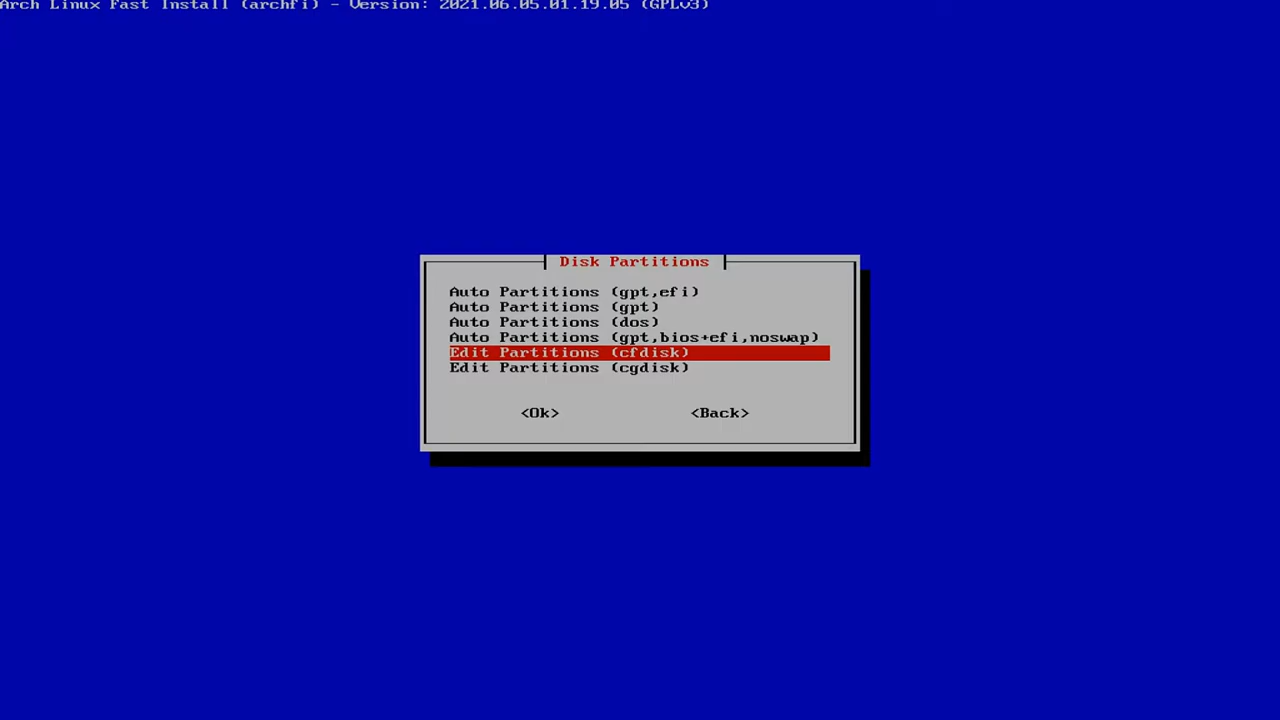 Arch Linux Fast Install (archfi) - Version: 2021.06.05.01.19.05 (GPLv3)
Disk Partitions
Auto Partitions (gpt,efi)
Auto Partitions (gpt)
Auto Partitions (dos)
Auto Partitions (gpt,bios+efi,noswap)
Edit Partitions (cfdisk)
Edit Partitions (cgdisk)
<Ok> <Back>